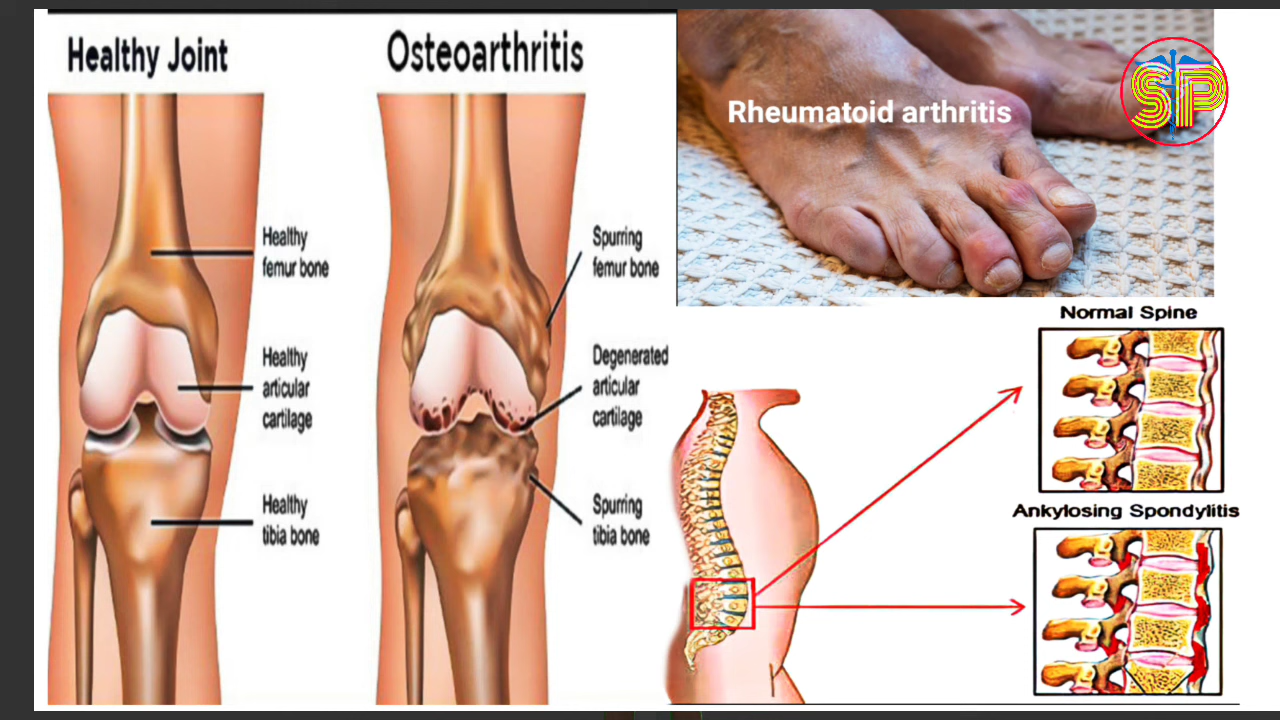 Healthy Joint
Osteoarthritis
Healthy
femur bone
Healthy
articular
cartilage
Healthy
tibia bone
Spurring
femur bone
Degenerated
articular
cartilage
Spurring
tibia bone
Rheumatoid arthritis
SP
Normal Spine
Ankylosing Spondylitis